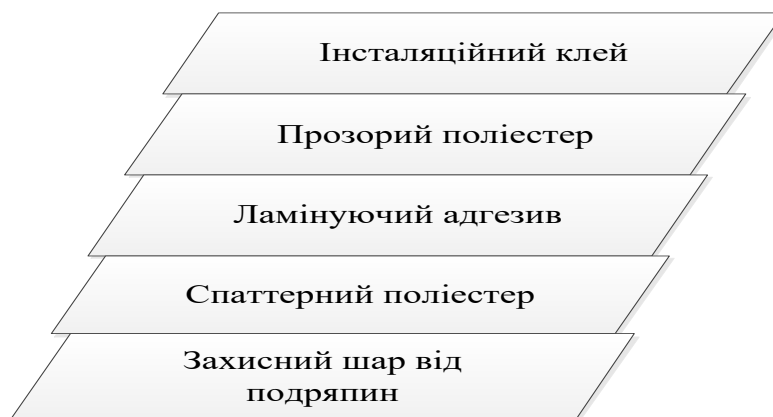 Інсталяційний клей
Прозорий поліестер
Ламінуючий адгезив
Спаттерний поліестер
Захисний шар від
подряпин